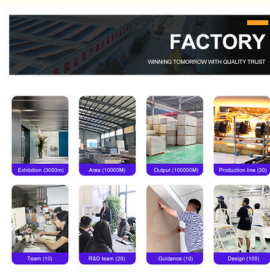 FACTORY
WINNING TOMORROW WITH QUALITY TRUST
Exhibition (3000m)
Area (10000M)
Output (100000M)
Production line (30)
Team (10)
R&D team (20)
Guidance (10)
Design (100)